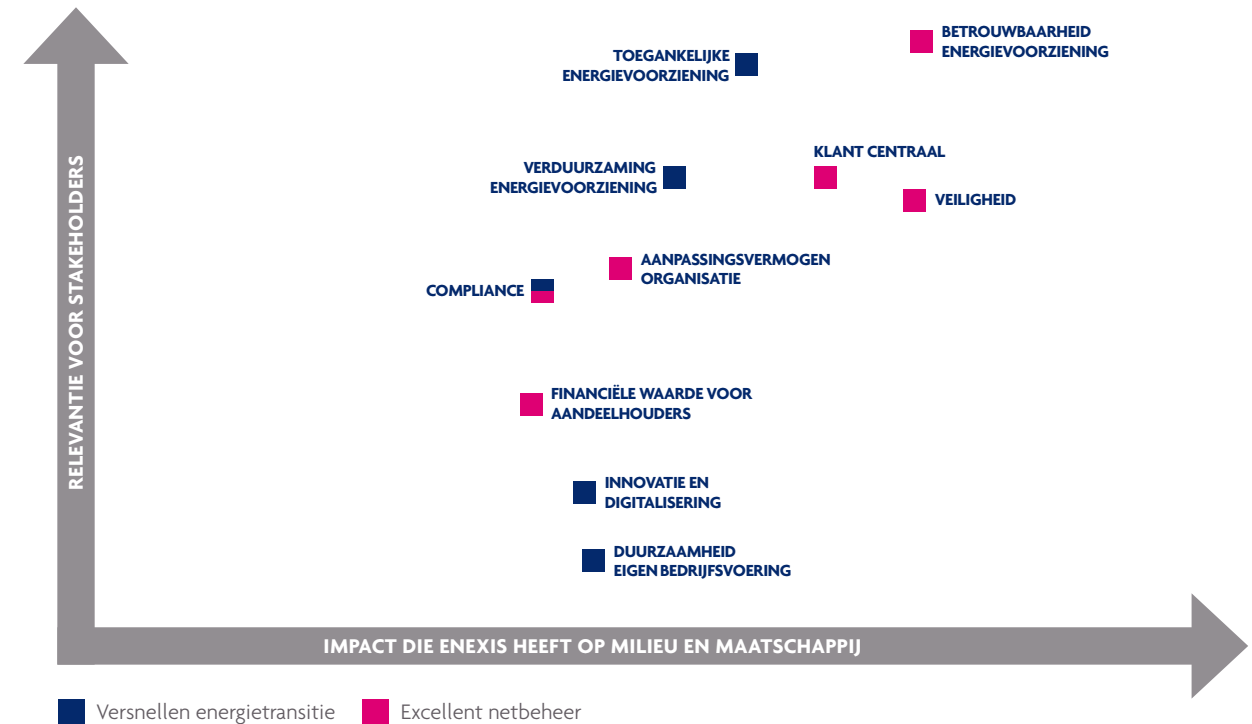 BETROUWBAARHEID
ENERGIEVOORZIENING
TOEGANKELIJKE
ENERGIEVOORZIENING
KLANT CENTRAAL
VERDUURZAMING
ENERGIEVOORZIENING
VEILIGHEID
AANPASSINGSVERMOGEN
ORGANISATIE
COMPLIANCE
FINANCIËLE WAARDE VOOR
AANDEELHOUDERS
INNOVATIE EN
DIGITALISERING
DUURZAAMHEID
EIGEN BEDRIJFSVOERING
RELEVANTIE VOOR STAKEHOLDERS
IMPACT DIE ENEXIS HEEFT OP MILIEU EN MAATSCHAPPIJ
Versnellen energietransitie
Excellent netbeheer